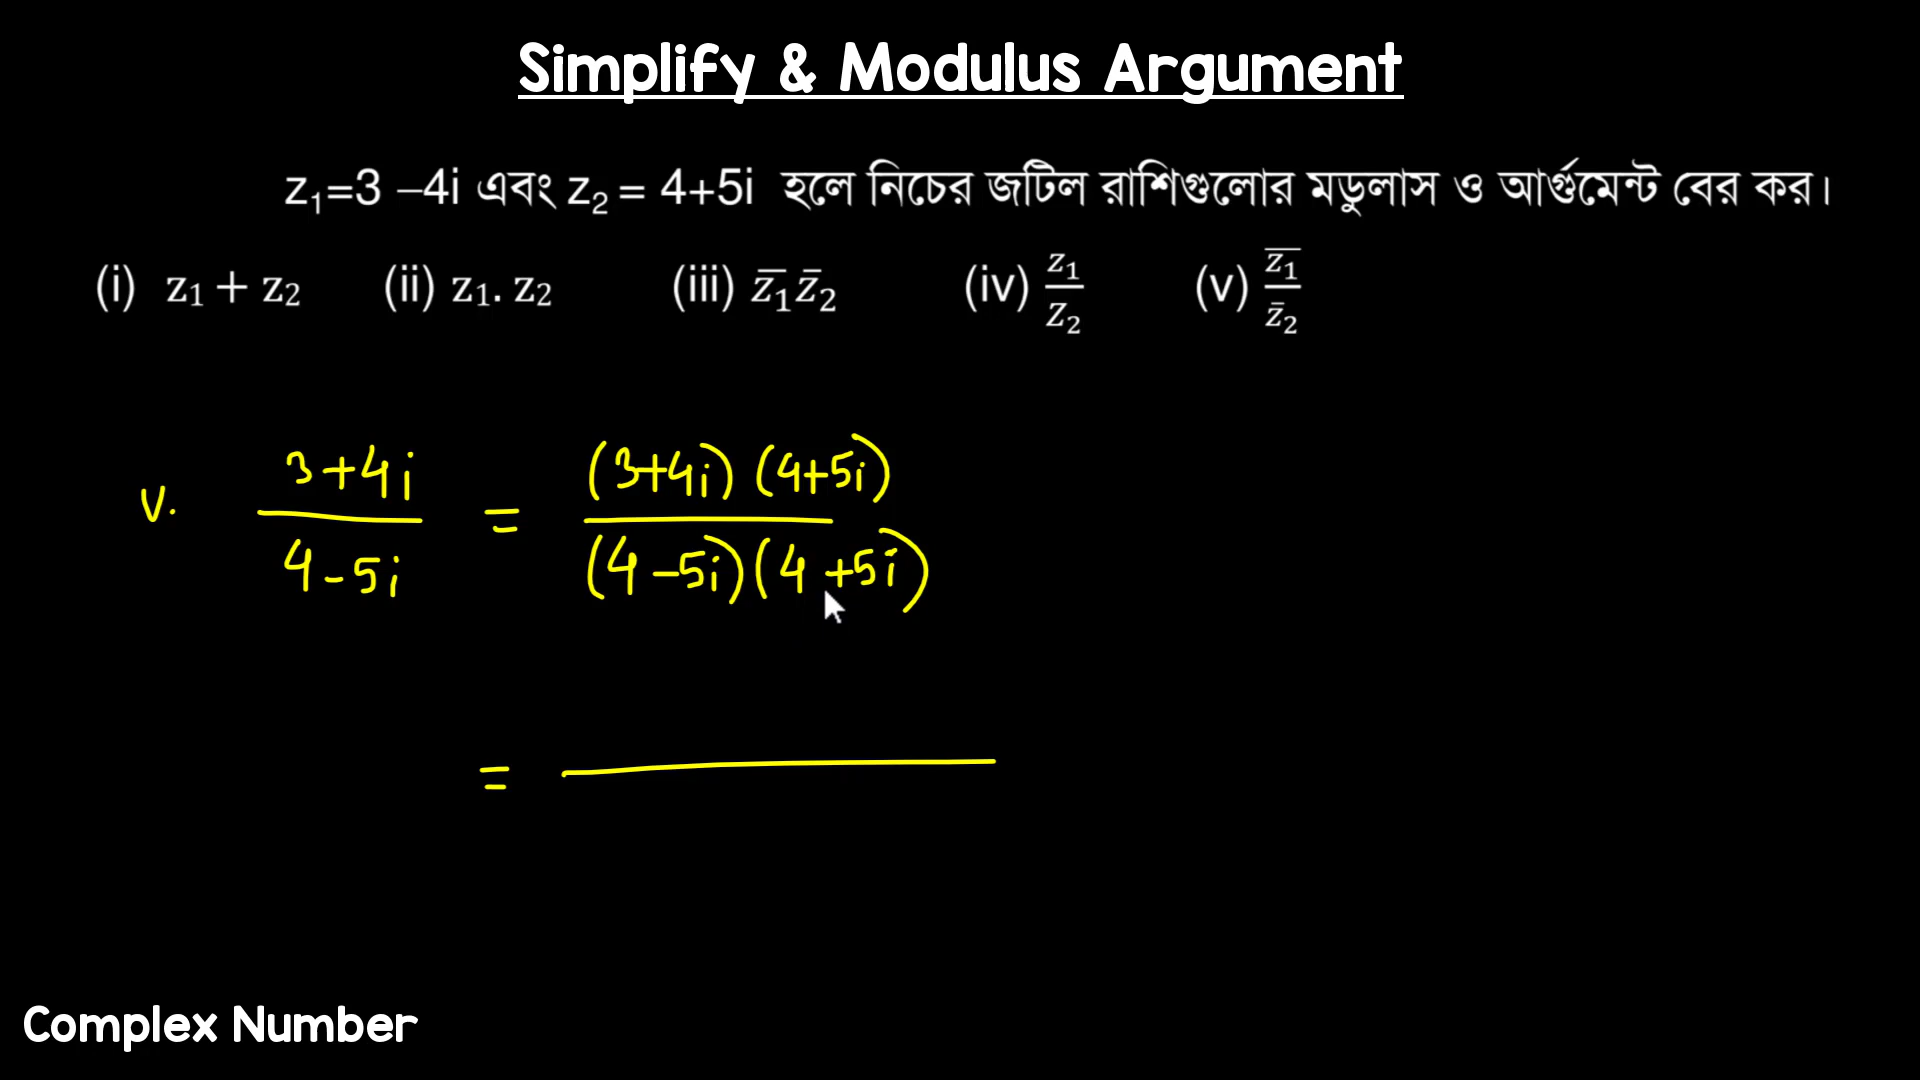 Simplify & Modulus Argument
z₁=3 –4i এবং z₂ = 4+5i হলে নিচের জটিল রাশিগুলোর মডুলাস ও আর্গুমেন্ট বের কর।
(i) z₁ + z₂ (ii) z₁. z₂ (iii) z̄₁z̄₂ (iv) z₁/z₂ (v) z̄₁/z̄₂
v. (3+4i)/(4-5i) = (3+4i)(4+5i)/(4-5i)(4+5i)
=
Complex Number